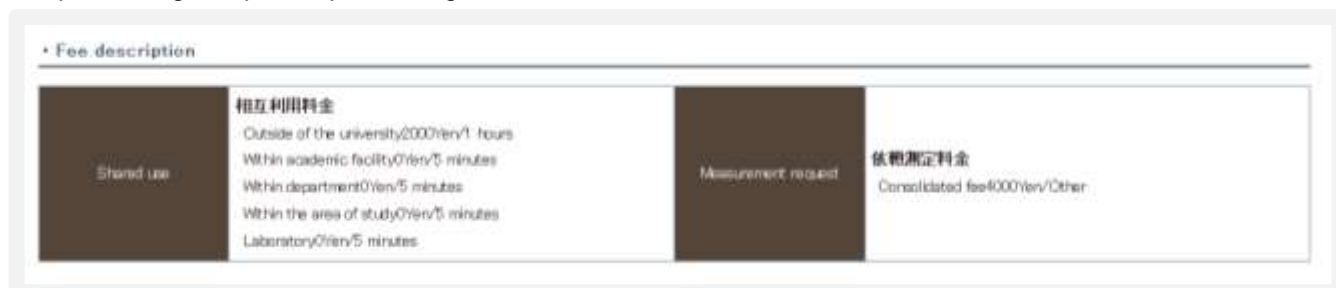 ・Fee description
Shared use
相互利用料金
Outside of the university2000Yen/1 hours
Within academic facility0Yen/5 minutes
Within department0Yen/5 minutes
Within the area of study0Yen/5 minutes
Laboratory0Yen/5 minutes
Measurement request
依頼測定料金
Consolidated fee4000Yen/Other